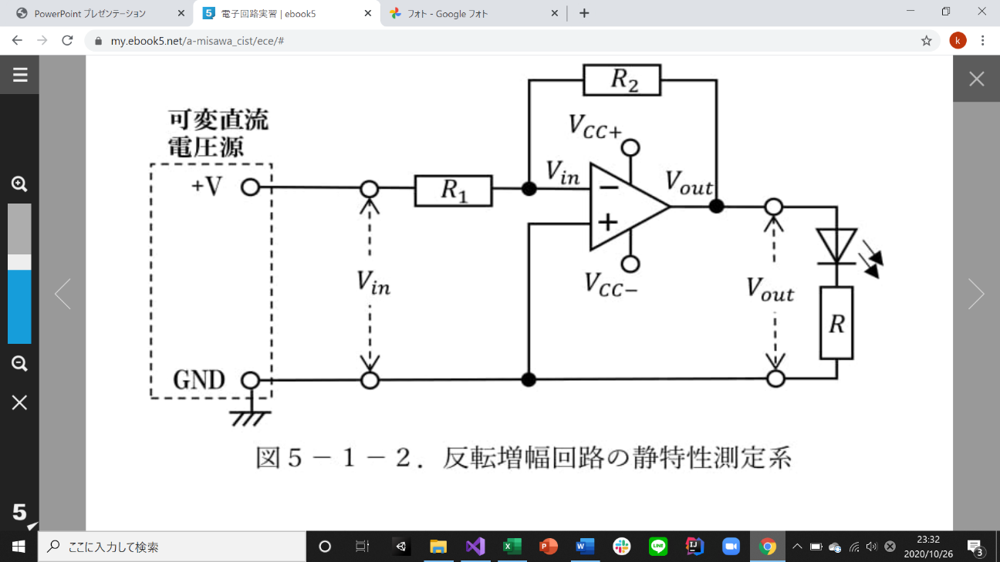 PowerPoint プレゼンテーション
5 電子回路実習 | ebook5
フォト - Google フォト
my.ebook5.net/a-misawa_cist/ece/#
k
R2
可変直流
電圧源
VCC+
+V
R1
Vin
Vout
−
+
Vin
VCC−
Vout
R
GND
図５－１－２．反転増幅回路の静特性測定系
5
ここに入力して検索
LINE
IJ
23:32
2020/10/26
3